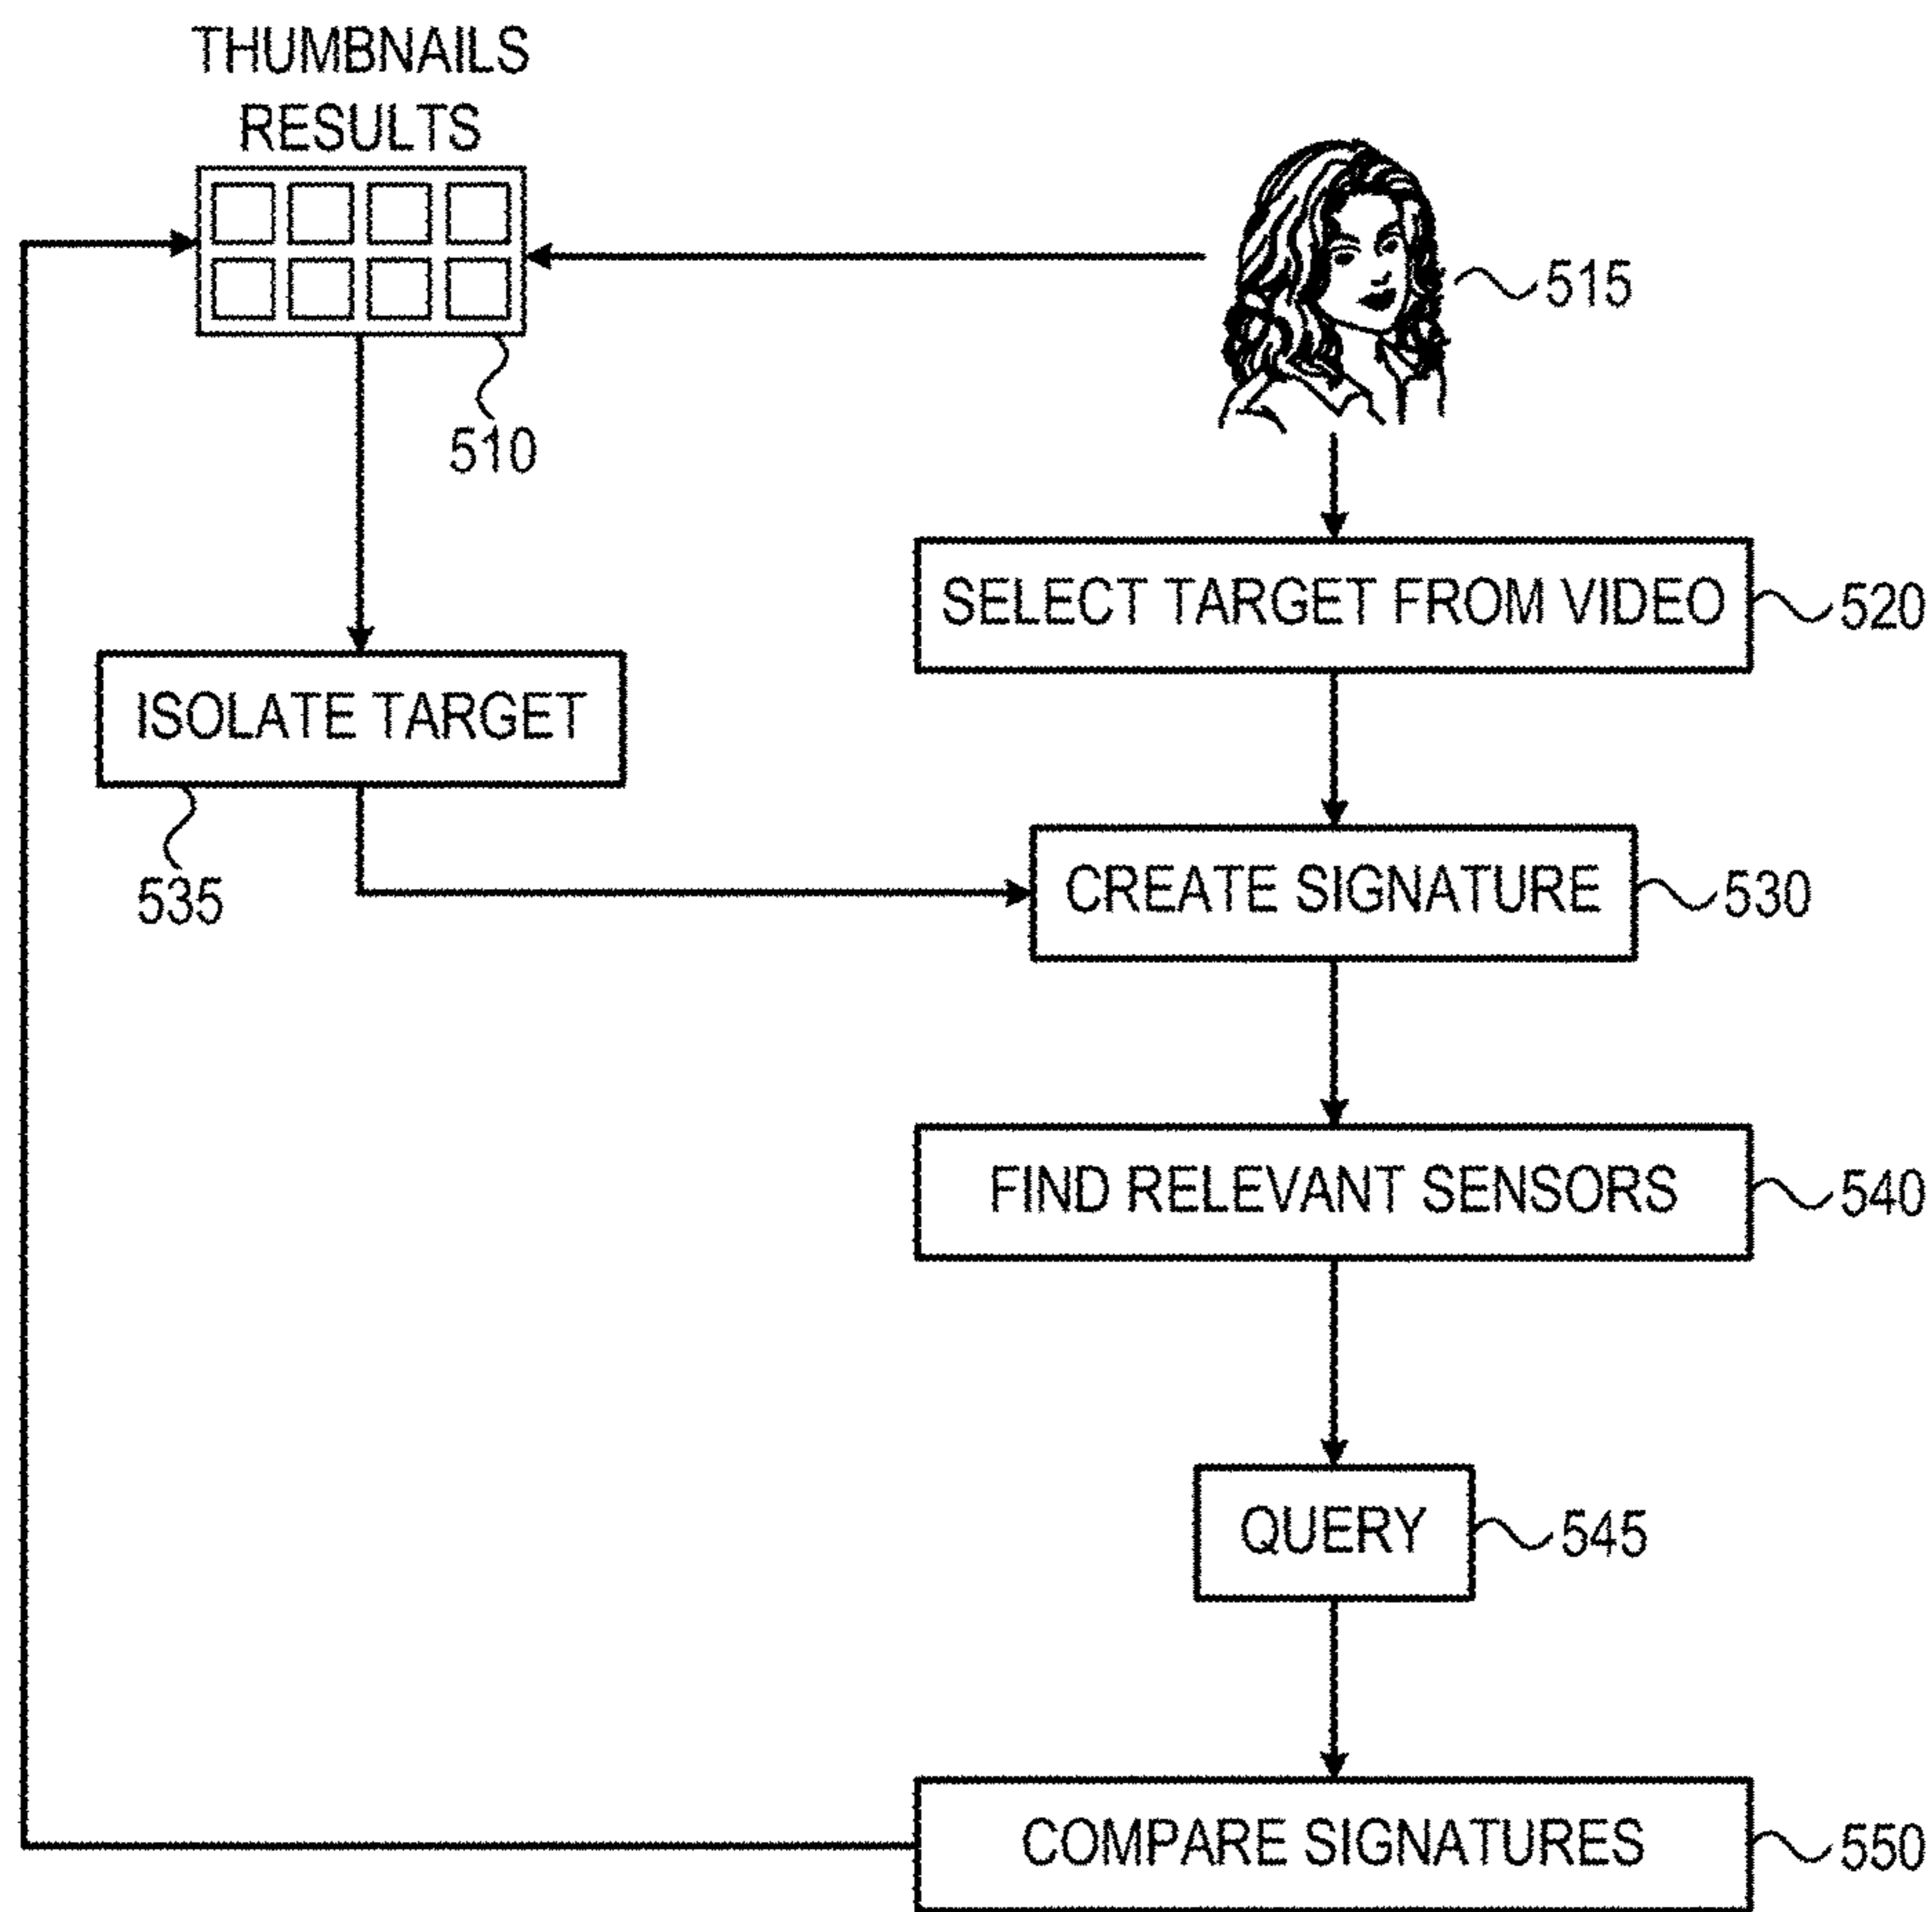 THUMBNAILS
RESULTS
515
510
SELECT TARGET FROM VIDEO
520
ISOLATE TARGET
535
CREATE SIGNATURE
530
FIND RELEVANT SENSORS
540
QUERY
545
COMPARE SIGNATURES
550